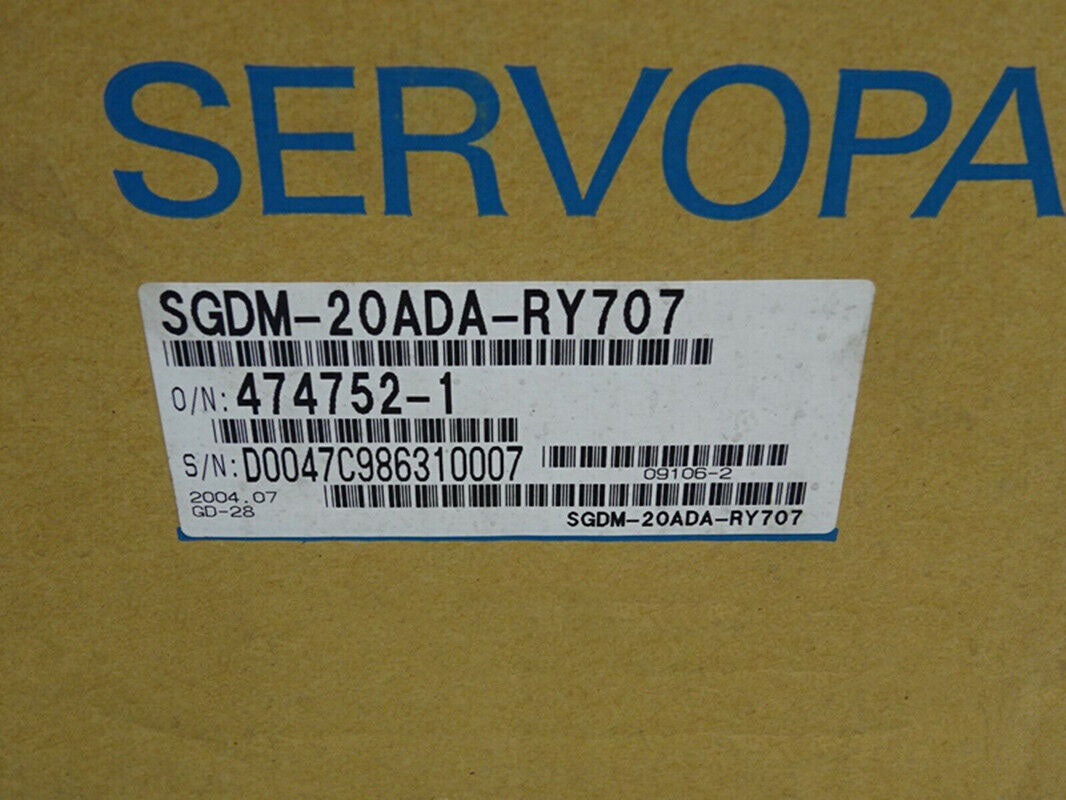 SERVOPA
SGDM-20ADA-RY707
O/N: 474752-1
S/N: D0047C986310007
09106-2
2004.07
GD-28
SGDM-20ADA-RY707